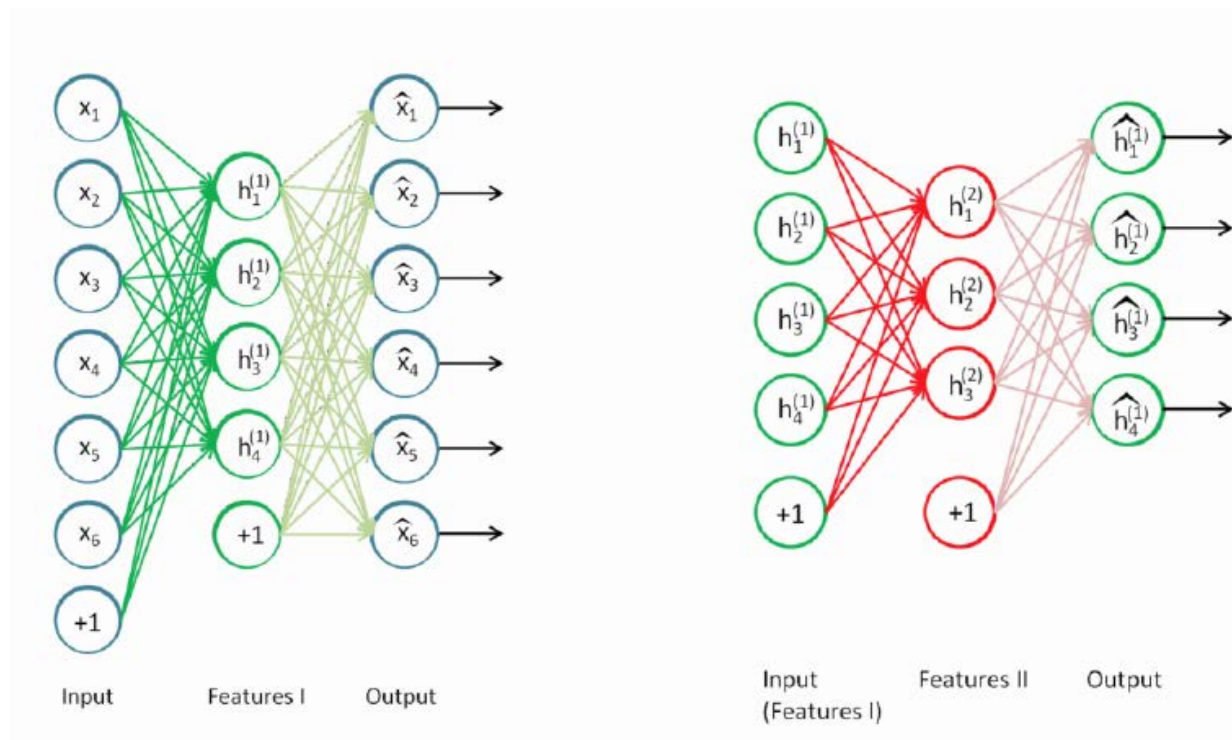 x₁
x₂
x₃
x₄
x₅
x₆
+1
h₁⁽¹⁾
h₂⁽¹⁾
h₃⁽¹⁾
h₄⁽¹⁾
+1
x̂₁
x̂₂
x̂₃
x̂₄
x̂₅
x̂₆
Input
Features I
Output
h₁⁽¹⁾
h₂⁽¹⁾
h₃⁽¹⁾
h₄⁽¹⁾
+1
h₁⁽²⁾
h₂⁽²⁾
h₃⁽²⁾
+1
ĥ₁⁽¹⁾
ĥ₂⁽¹⁾
ĥ₃⁽¹⁾
ĥ₄⁽¹⁾
Input
(Features I)
Features II
Output